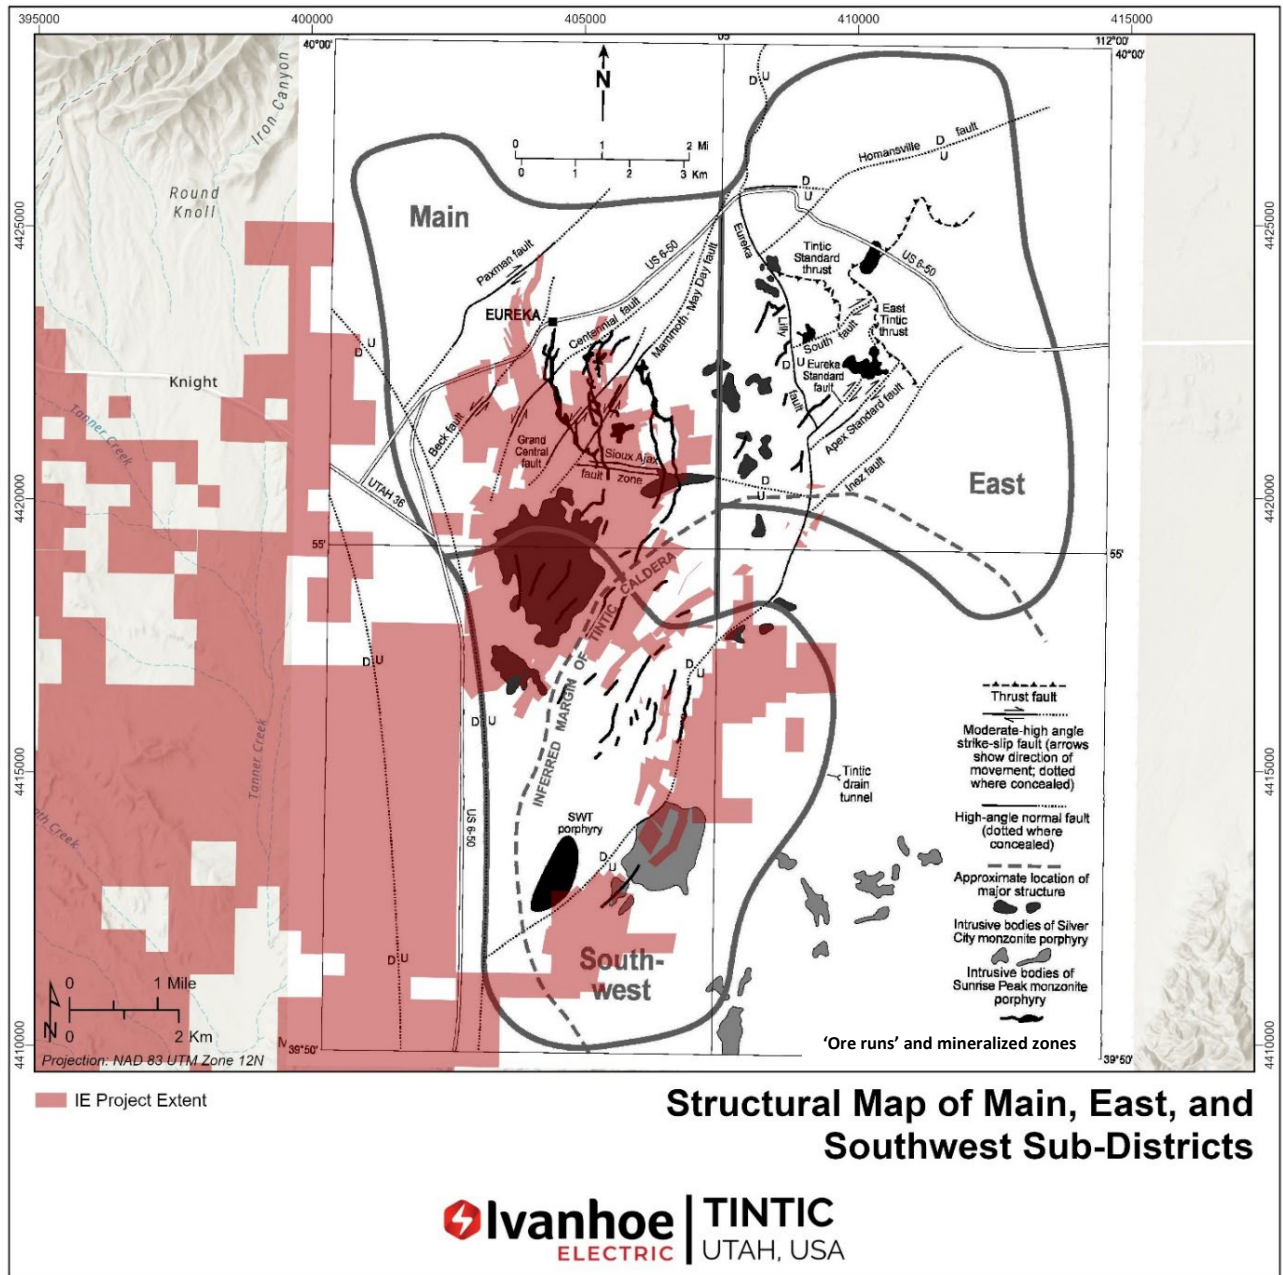 395000
400000
405000
410000
415000
40°00'
05
112°00'
40°00'
N
0 1 2 Mi
0 1 2 3 Km
Iron Canyon
Round
Knoll
4425000
4425000
Main
Paxman fault
US 6-50
Mammoth - May Day fault
Eureka
Homansville fault
D
U
D
U
D
U
Tintic
Standard
thrust
US 6-50
EUREKA
Centennial fault
Lilly
fault
South fault
East
Tintic
thrust
D
U
D
U
Eureka
Standard
fault
Knight
Tanner Creek
Beck fault
Grand
Central
fault
Sioux Ajax
fault zone
Apex Standard fault
Inez fault
D
U
UTAH 36
East
4420000
4420000
55'
55'
INFERRED MARGIN OF TINTIC CALDERA
D
U
D
U
D
U
Thrust fault
Moderate-high angle
strike-slip fault (arrows
show direction of
movement; dotted
where concealed)
Tanner Creek
4415000
4415000
Tintic
drain
tunnel
US 6-50
SWT
porphyry
D
U
High-angle normal fault
(dotted where
concealed)
Approximate location of
major structure
Intrusive bodies of Silver
City monzonite porphyry
Intrusive bodies of
Sunrise Peak monzonite
porphyry
'Ore runs' and mineralized zones
D
U
South-
west
0 1 Mile
N
0 2 Km
4410000
4410000
Projection: NAD 83 UTM Zone 12N
39°50'
39°50'
IE Project Extent
Structural Map of Main, East, and
Southwest Sub-Districts
Ivanhoe
ELECTRIC
TINTIC
UTAH, USA